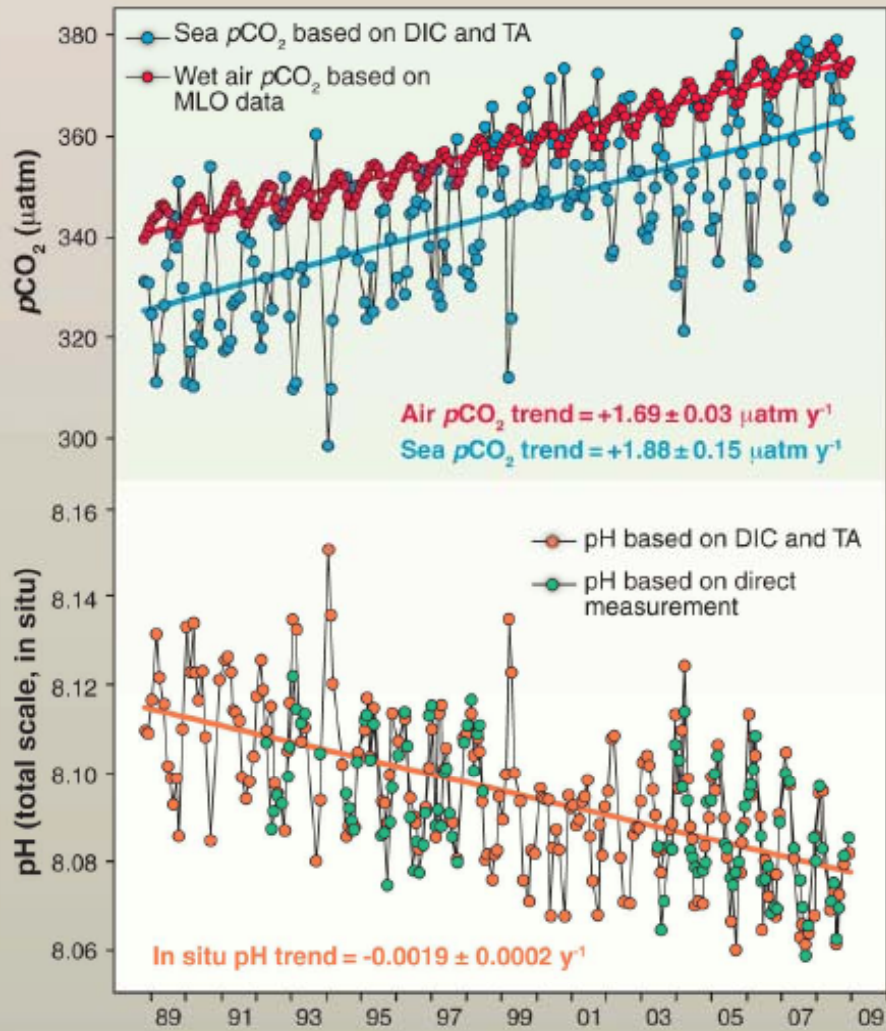 380
360
340
320
300
pCO₂ (µatm)
Sea pCO₂ based on DIC and TA
Wet air pCO₂ based on
MLO data
Air pCO₂ trend = +1.69 ± 0.03 µatm y⁻¹
Sea pCO₂ trend = +1.88 ± 0.15 µatm y⁻¹
8.16
8.14
8.12
8.10
8.08
8.06
pH (total scale, in situ)
pH based on DIC and TA
pH based on direct
measurement
In situ pH trend = -0.0019 ± 0.0002 y⁻¹
89 91 93 95 97 99 01 03 05 07 09